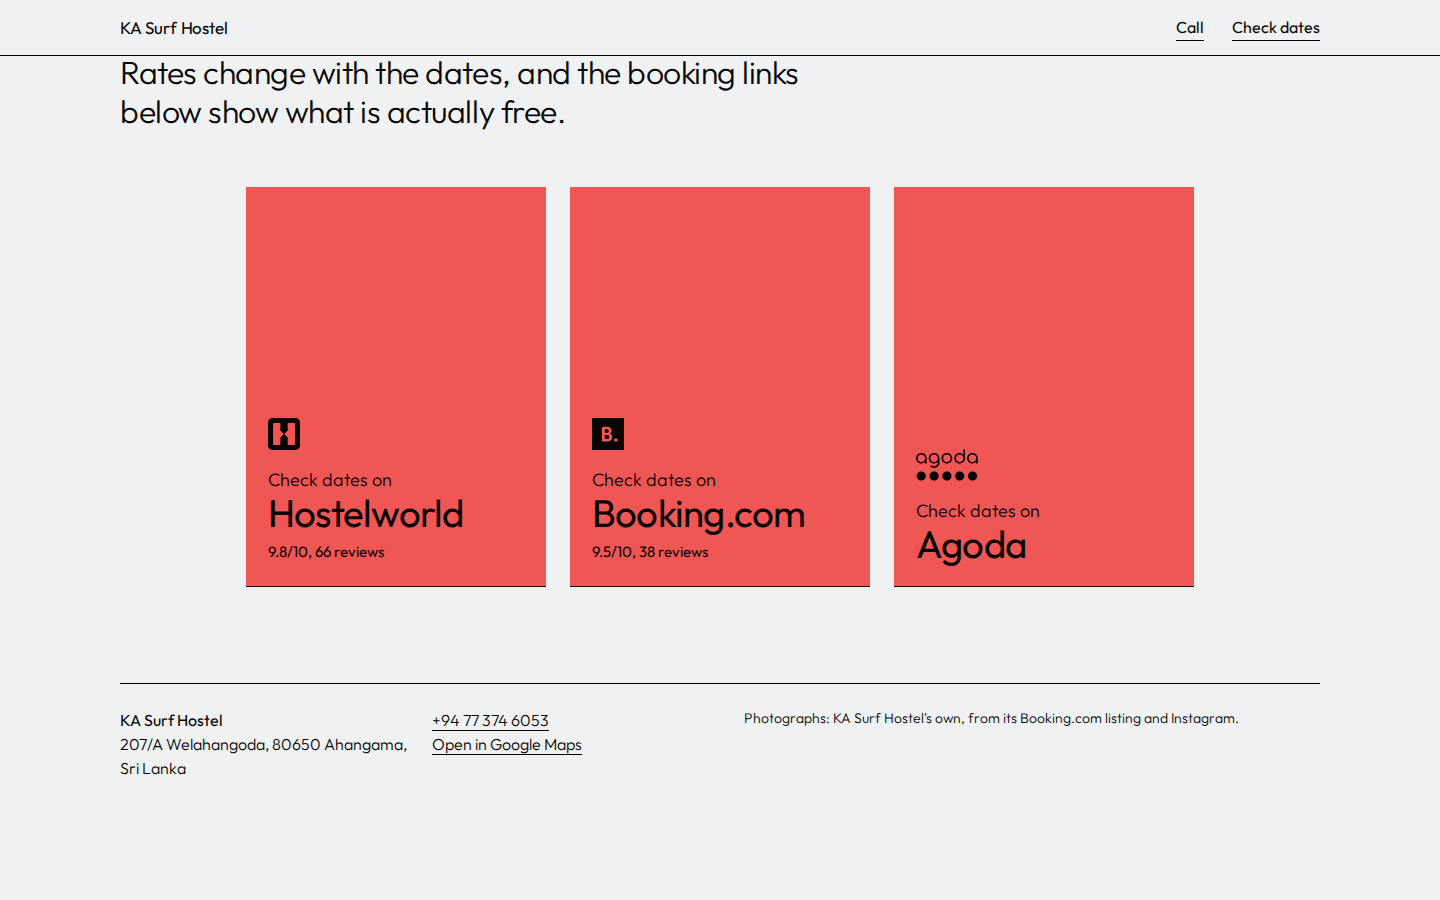 KA Surf Hostel
Call
Check dates
Rates change with the dates, and the booking links
below show what is actually free.
Check dates on
Hostelworld
9.8/10, 66 reviews
B.
Check dates on
Booking.com
9.5/10, 38 reviews
agoda
Check dates on
Agoda
KA Surf Hostel
207/A Welahangoda, 80650 Ahangama,
Sri Lanka
+94 77 374 6053
Open in Google Maps
Photographs: KA Surf Hostel's own, from its Booking.com listing and Instagram.